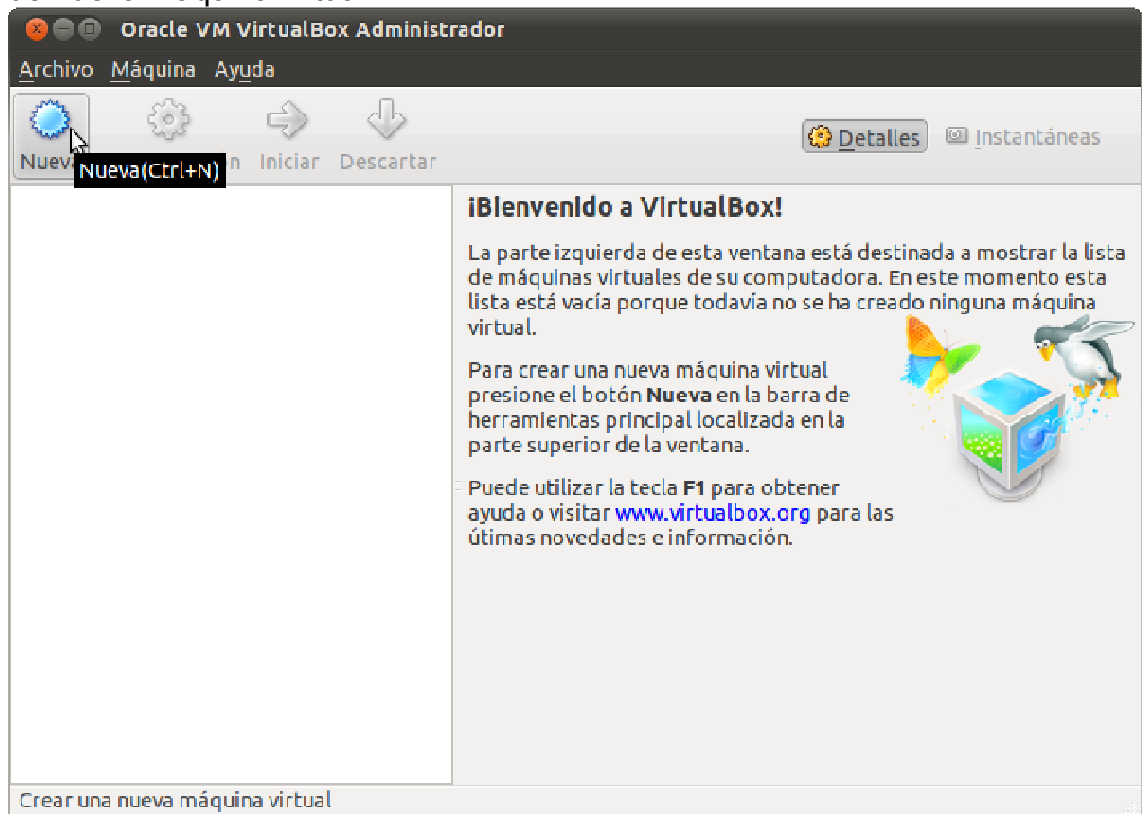 Oracle VM VirtualBox Administrador
Archivo Máquina Ayuda
Detalles Instantáneas
Nueva Iniciar Descartar
Nueva(Ctrl+N)
¡Bienvenido a VirtualBox!
La parte izquierda de esta ventana está destinada a mostrar la lista
de máquinas virtuales de su computadora. En este momento esta
lista está vacía porque todavía no se ha creado ninguna máquina
virtual.
Para crear una nueva máquina virtual
presione el botón Nueva en la barra de
herramientas principal localizada en la
parte superior de la ventana.
Puede utilizar la tecla F1 para obtener
ayuda o visitar www.virtualbox.org para las
útimas novedades e información.
Crear una nueva máquina virtual